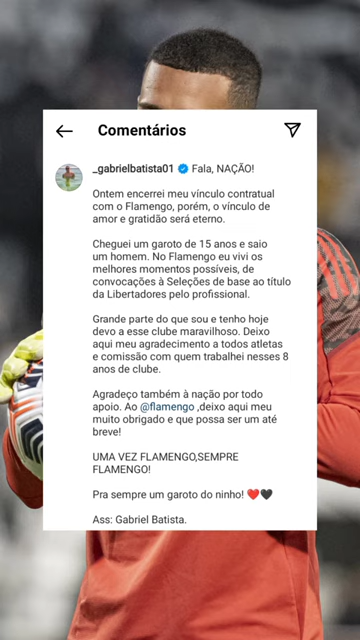 Comentários
_gabrielbatista01 Fala, NAÇÃO!
Ontem encerrei meu vínculo contratual
com o Flamengo, porém, o vínculo de
amor e gratidão será eterno.
Cheguei um garoto de 15 anos e saio
um homem. No Flamengo eu vivi os
melhores momentos possíveis, de
convocações à Seleções de base ao título
da Libertadores pelo profissional.
Grande parte do que sou e tenho hoje
devo a esse clube maravilhoso. Deixo
aqui meu agradecimento a todos atletas
e comissão com quem trabalhei nesses 8
anos de clube.
Agradeço também à nação por todo
apoio. Ao @flamengo ,deixo aqui meu
muito obrigado e que possa ser um até
breve!
UMA VEZ FLAMENGO,SEMPRE
FLAMENGO!
Pra sempre um garoto do ninho! ❤️🖤
Ass: Gabriel Batista.